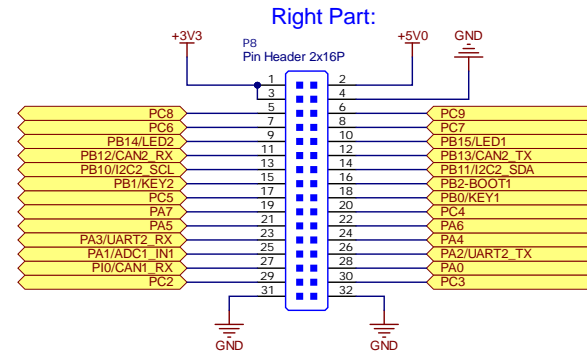 Right Part:
+3V3 +5V0 GND
P8
Pin Header 2x16P
1 2
3 4
PC8 5 6 PC9
PC6 7 8 PC7
PB14/LED2 9 10 PB15/LED1
PB12/CAN2_RX 11 12 PB13/CAN2_TX
PB10/I2C2_SCL 13 14 PB11/I2C2_SDA
PB1/KEY2 15 16 PB2-BOOT1
PC5 17 18 PB0/KEY1
PA7 19 20 PC4
PA5 21 22 PA6
PA3/UART2_RX 23 24 PA4
PA1/ADC1_IN1 25 26 PA2/UART2_TX
PI0/CAN1_RX 27 28 PA0
PC2 29 30 PC3
31 32
GND GND